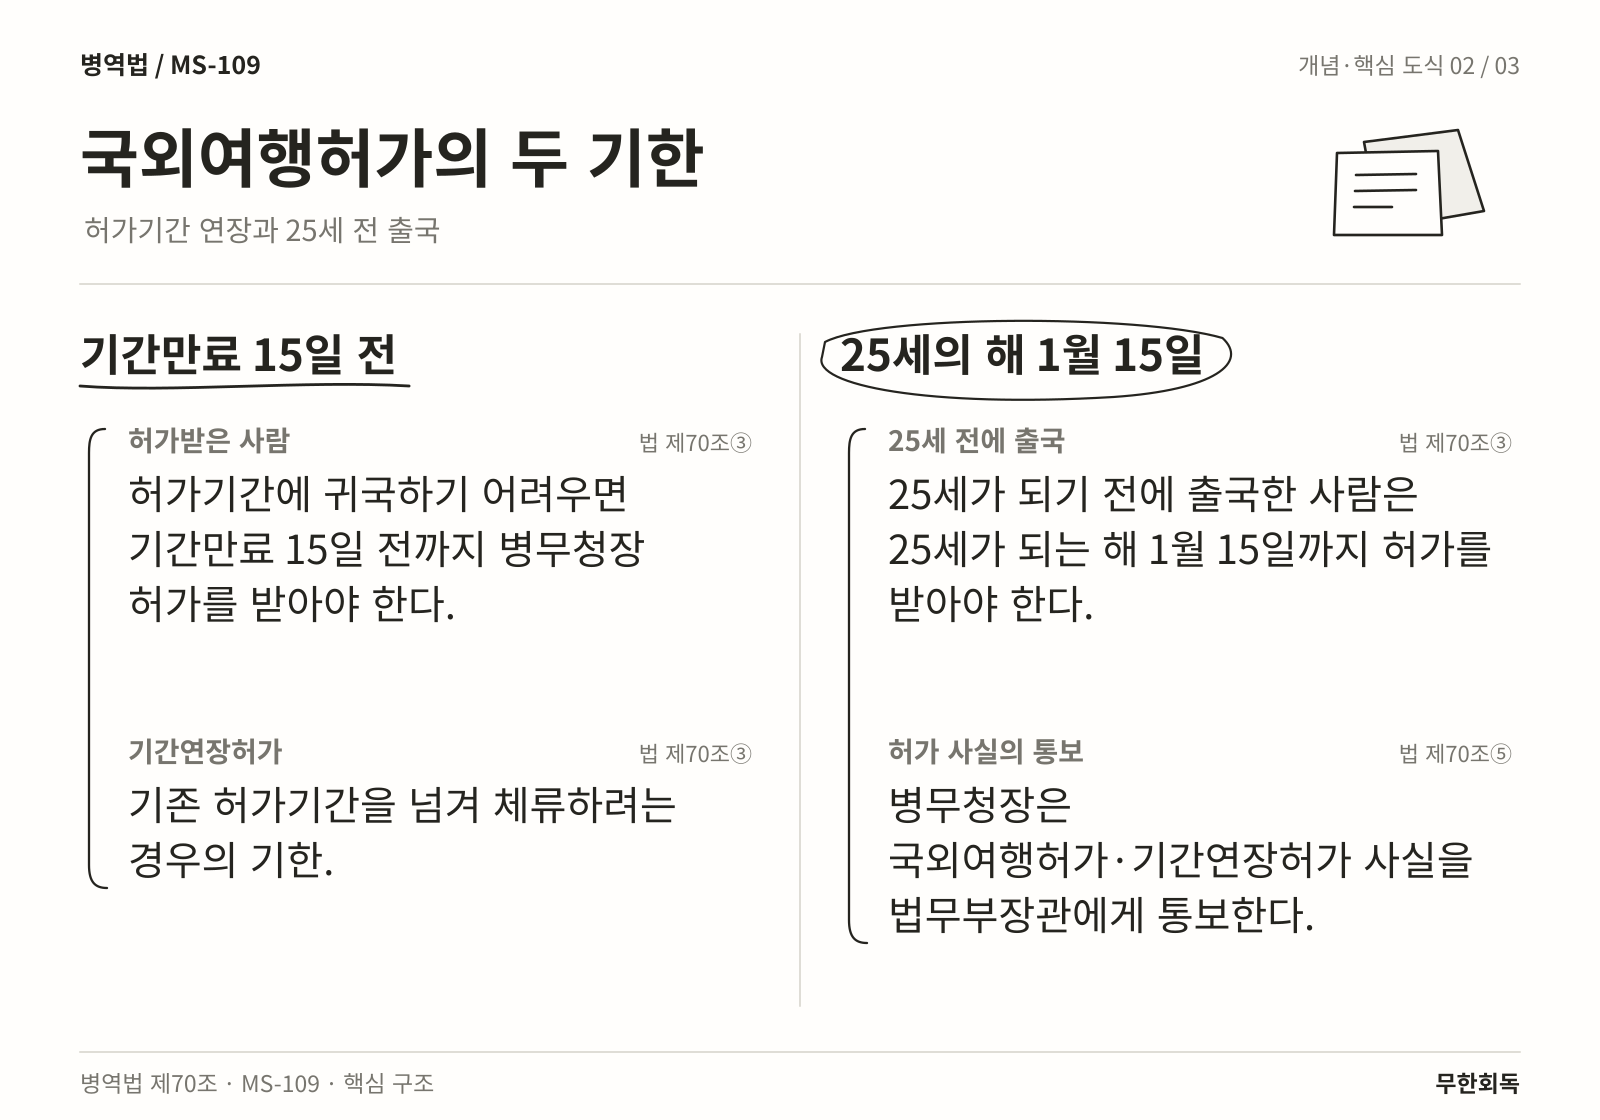 병역법 / MS-109
개념·핵심 도식 02 / 03
국외여행허가의 두 기한
허가기간 연장과 25세 전 출국
기간만료 15일 전
허가받은 사람
법 제70조③
허가기간에 귀국하기 어려우면
기간만료 15일 전까지 병무청장
허가를 받아야 한다.
기간연장허가
법 제70조③
기존 허가기간을 넘겨 체류하려는
경우의 기한.
25세의 해 1월 15일
25세 전에 출국
법 제70조③
25세가 되기 전에 출국한 사람은
25세가 되는 해 1월 15일까지 허가를
받아야 한다.
허가 사실의 통보
법 제70조⑤
병무청장은
국외여행허가·기간연장허가 사실을
법무부장관에게 통보한다.
병역법 제70조 · MS-109 · 핵심 구조
무한회독